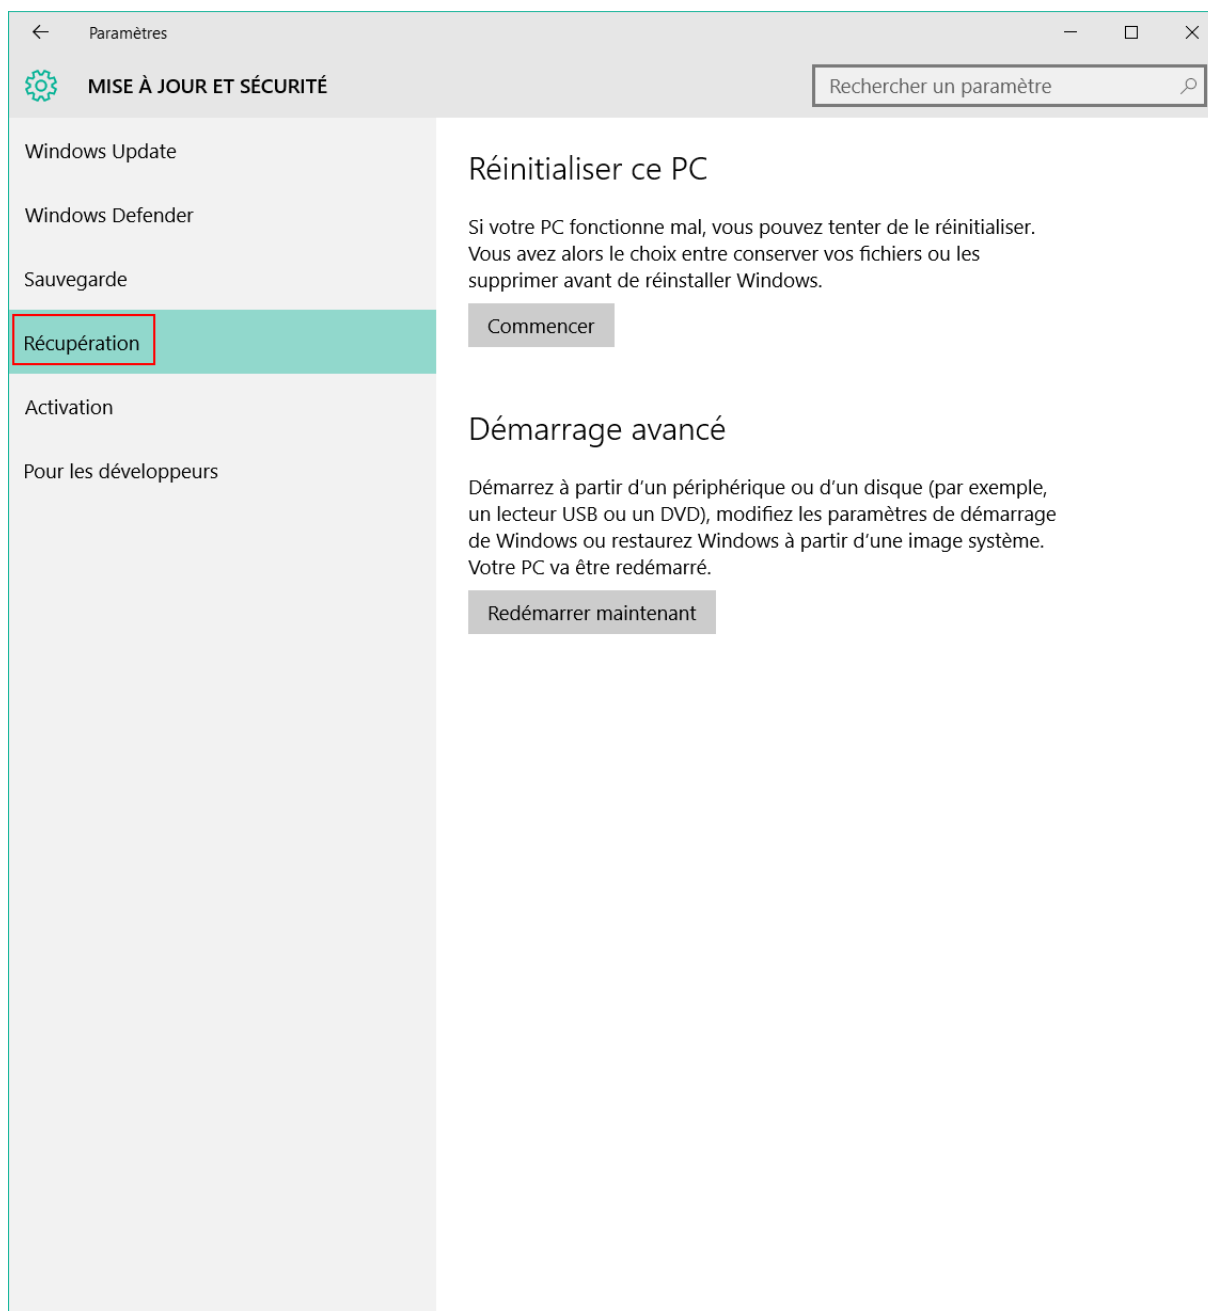 Paramètres
MISE À JOUR ET SÉCURITÉ
Rechercher un paramètre
Windows Update
Windows Defender
Sauvegarde
Récupération
Activation
Pour les développeurs
Réinitialiser ce PC
Si votre PC fonctionne mal, vous pouvez tenter de le réinitialiser.
Vous avez alors le choix entre conserver vos fichiers ou les
supprimer avant de réinstaller Windows.
Commencer
Démarrage avancé
Démarrez à partir d’un périphérique ou d’un disque (par exemple,
un lecteur USB ou un DVD), modifiez les paramètres de démarrage
de Windows ou restaurez Windows à partir d’une image système.
Votre PC va être redémarré.
Redémarrer maintenant